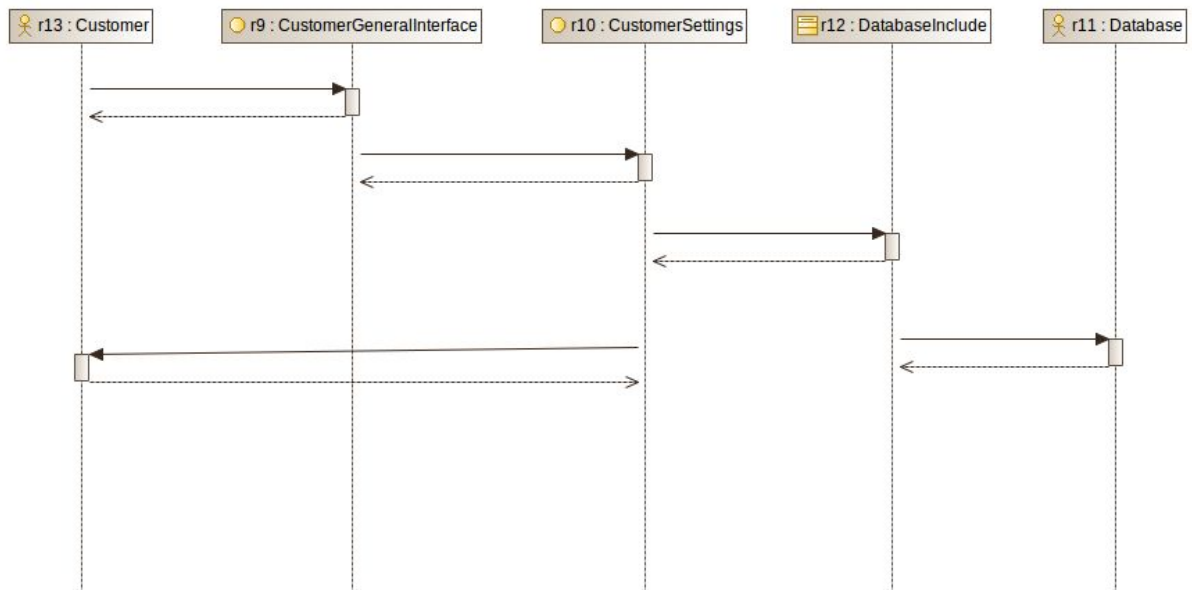 r13 : Customer
r9 : CustomerGeneralInterface
r10 : CustomerSettings
r12 : DatabaseInclude
r11 : Database